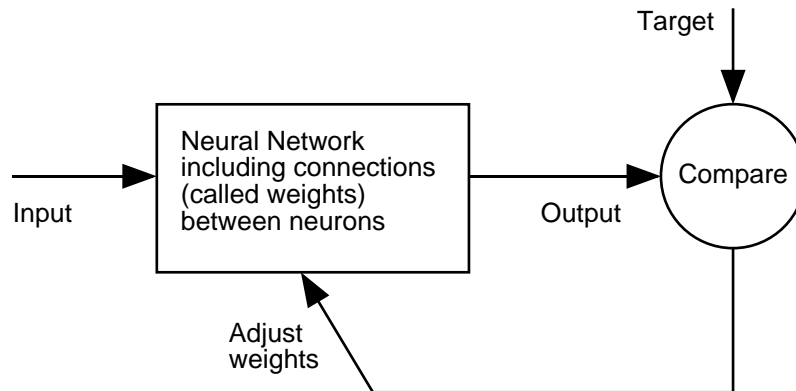 Target
Neural Network
including connections
(called weights)
between neurons
Compare
Input
Output
Adjust
weights